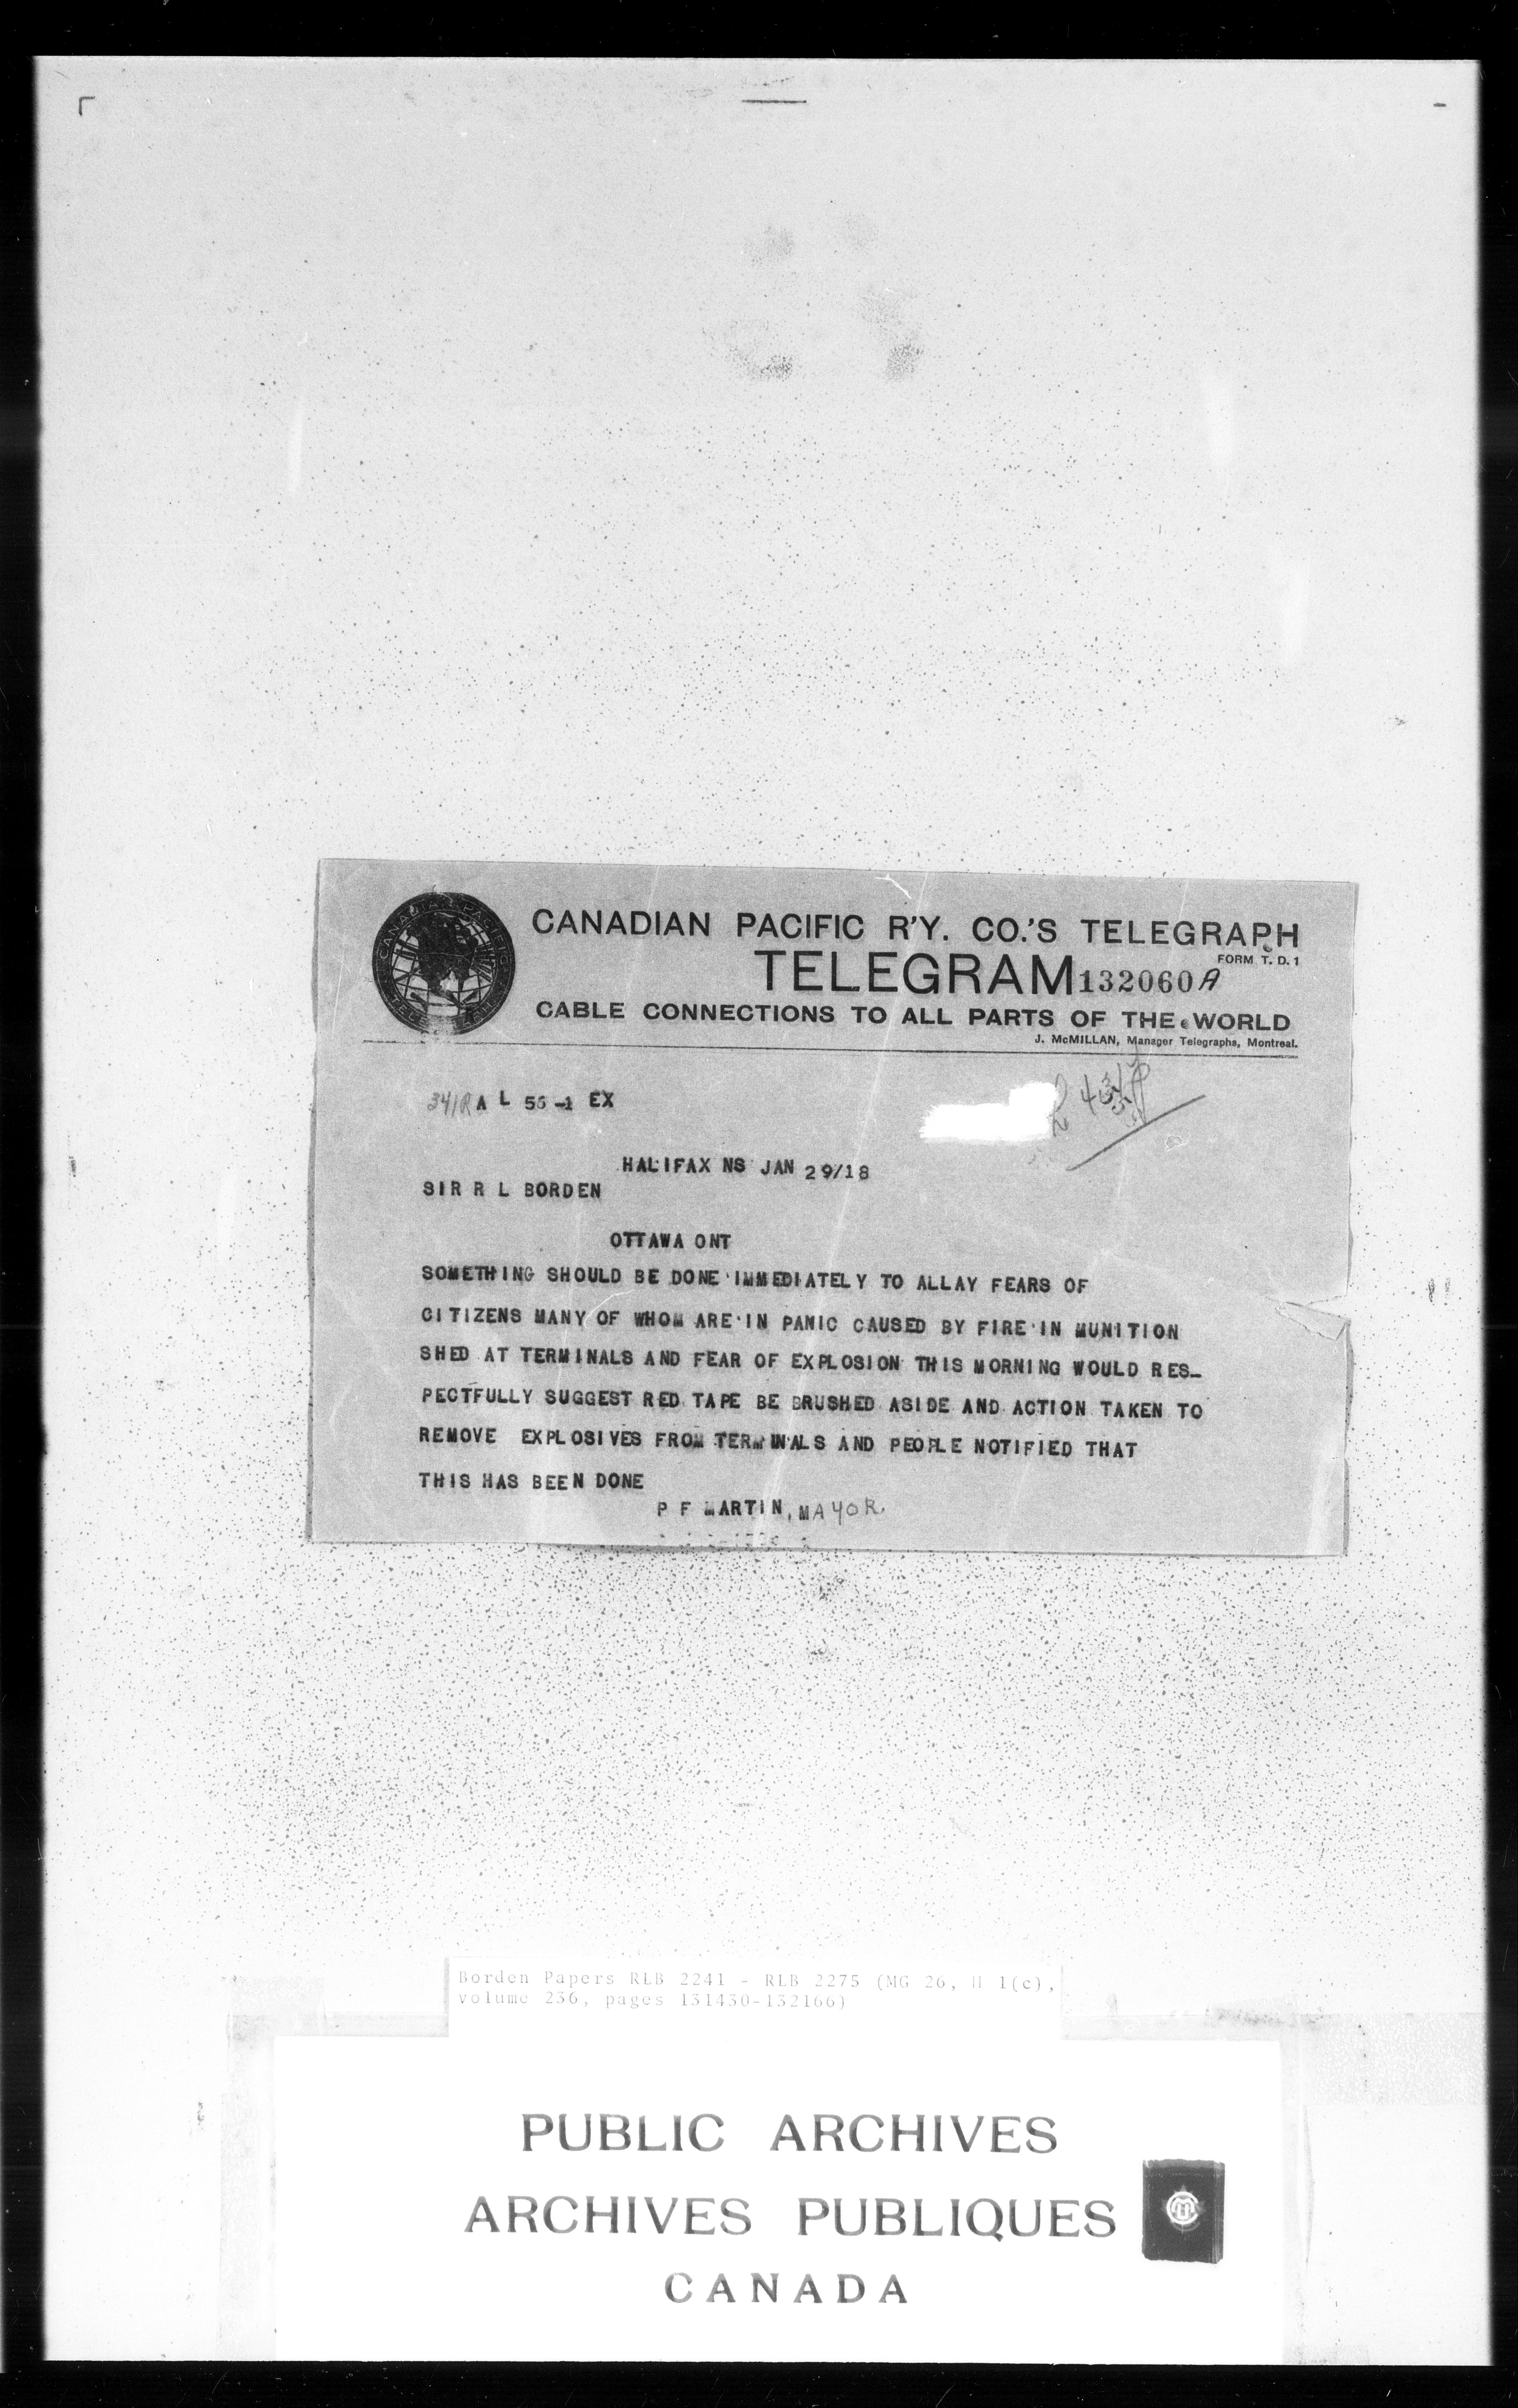 CANADIAN PACIFIC R'Y. CO.'S TELEGRAPH
FORM T. D. 1
TELEGRAM 132060A
CABLE CONNECTIONS TO ALL PARTS OF THE WORLD
J. McMILLAN, Manager Telegraphs, Montreal.
341RA L 55-1 EX
HALIFAX NS JAN 29/18
SIR R L BORDEN
OTTAWA ONT
SOMETHING SHOULD BE DONE IMMEDIATELY TO ALLAY FEARS OF
CITIZENS MANY OF WHOM ARE IN PANIC CAUSED BY FIRE IN MUNITION
SHED AT TERMINALS AND FEAR OF EXPLOSION THIS MORNING WOULD RES-
PECTFULLY SUGGEST RED TAPE BE BRUSHED ASIDE AND ACTION TAKEN TO
REMOVE EXPLOSIVES FROM TERMINALS AND PEOPLE NOTIFIED THAT
THIS HAS BEEN DONE
P F MARTIN, MAYOR.
Borden Papers RLB 2241 - RLB 2275 (MG 26, H 1(c),
volume 236, pages 131430-132166)
PUBLIC ARCHIVES
ARCHIVES PUBLIQUES
CANADA